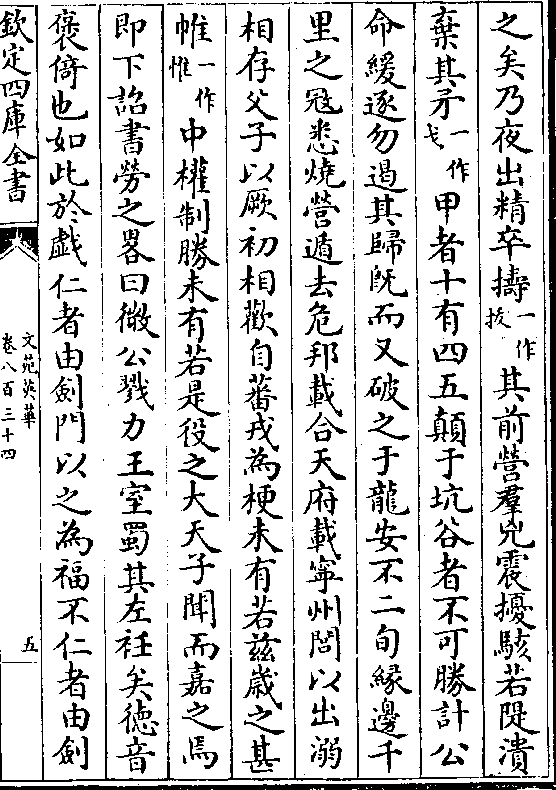 之矣乃夜出精卒擣一作拔其前營羣兇震擾駭若隄潰
棄其矛一作戈甲者十有四五顛于坑谷者不可勝計公
命緩逐勿遏其歸既而又破之于龍安不二旬緣邊千
里之冦悉燒營遁去危邦載合天府載寧州閭以出溺
相存父子以厥初相歡自蕃戎為梗未有若兹歲之甚
帷一作惟中權制勝未有若是役之大天子聞而嘉之焉
即下詔書勞之畧曰微公戮力王室蜀其左衽矣德音
褒倚也如此於戯仁者由劍門以之為福不仁者由劍
欽定四庫全書
文苑英華
卷八百三十四
五